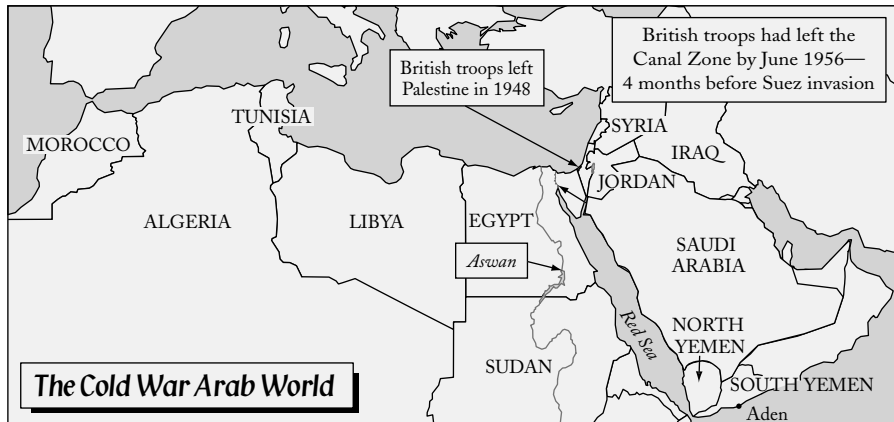 British troops had left the
Canal Zone by June 1956—
4 months before Suez invasion
British troops left
Palestine in 1948
TUNISIA
SYRIA
MOROCCO
IRAQ
JORDAN
ALGERIA
LIBYA
EGYPT
SAUDI
ARABIA
Aswan
Red Sea
NORTH
YEMEN
SUDAN
SOUTH YEMEN
The Cold War Arab World
Aden